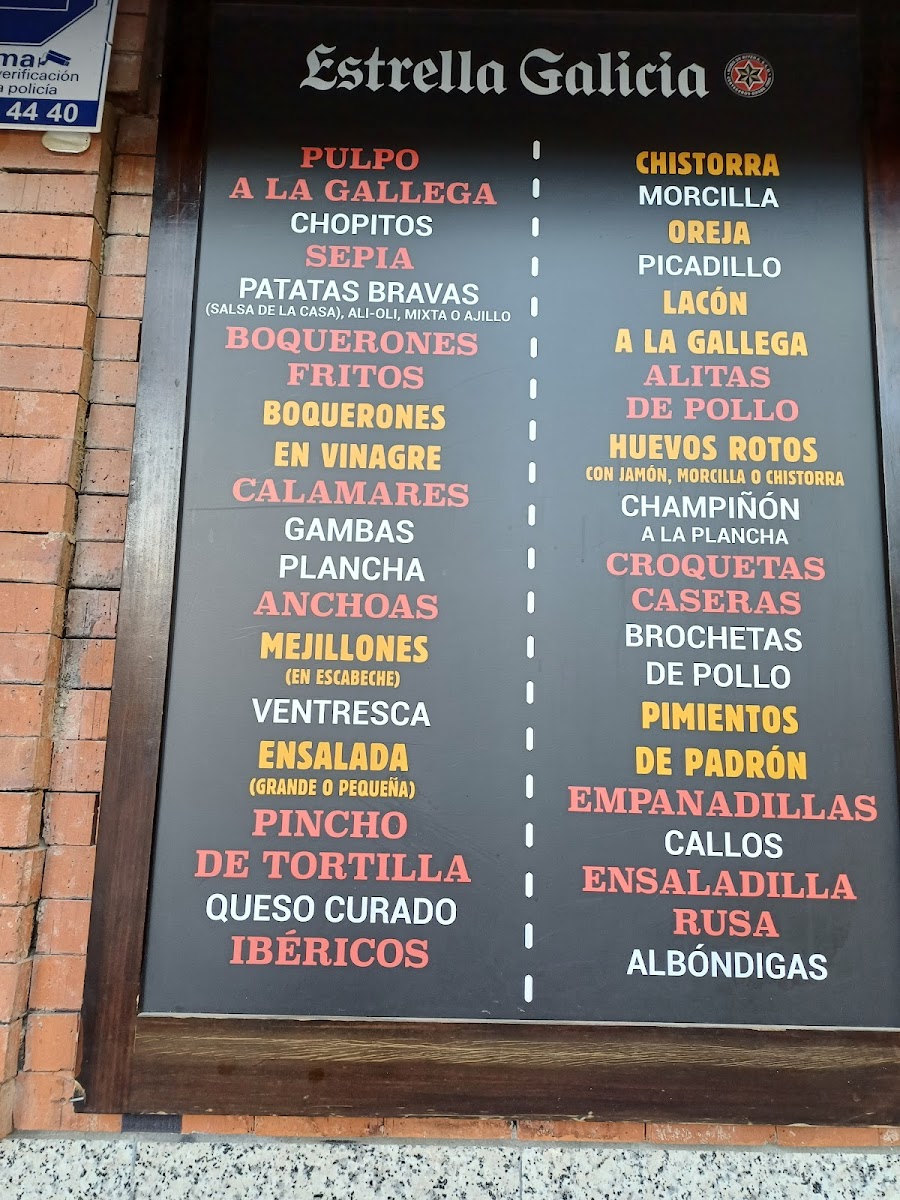 ma
verificación
a policía
44 40
Estrella Galicia
PULPO
A LA GALLEGA
CHOPITOS
SEPIA
PATATAS BRAVAS
(SALSA DE LA CASA), ALI-OLI, MIXTA O AJILLO
BOQUERONES
FRITOS
BOQUERONES
EN VINAGRE
CALAMARES
GAMBAS
PLANCHA
ANCHOAS
MEJILLONES
(EN ESCABECHE)
VENTRESCA
ENSALADA
(GRANDE O PEQUEÑA)
PINCHO
DE TORTILLA
QUESO CURADO
IBÉRICOS
CHISTORRA
MORCILLA
OREJA
PICADILLO
LACÓN
A LA GALLEGA
ALITAS
DE POLLO
HUEVOS ROTOS
CON JAMÓN, MORCILLA O CHISTORRA
CHAMPIÑÓN
A LA PLANCHA
CROQUETAS
CASERAS
BROCHETAS
DE POLLO
PIMIENTOS
DE PADRÓN
EMPANADILLAS
CALLOS
ENSALADILLA
RUSA
ALBÓNDIGAS